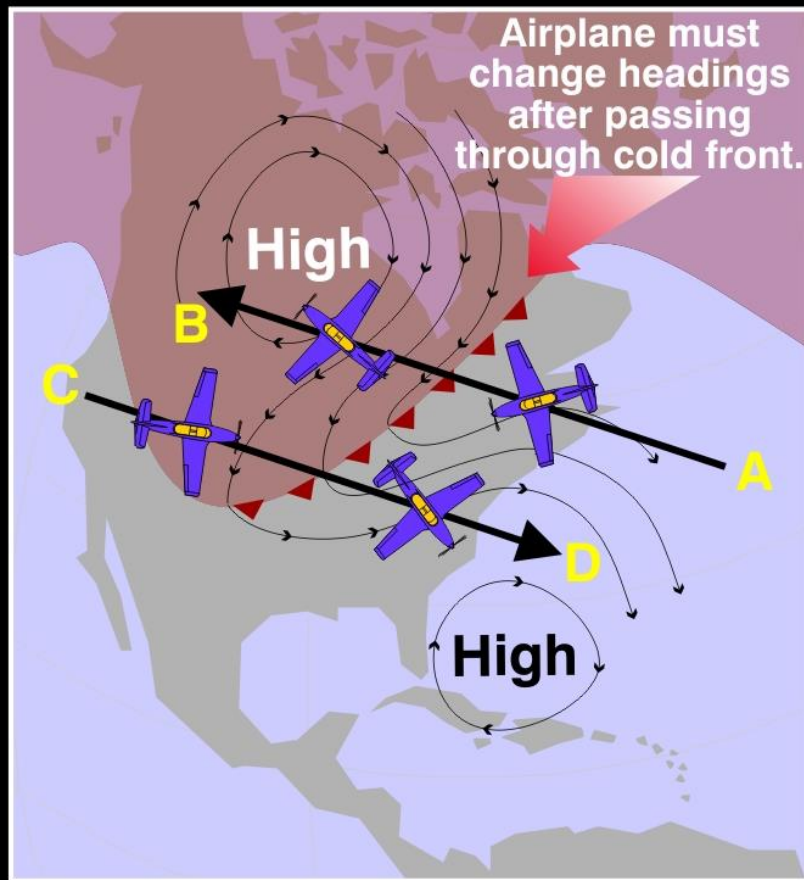 Airplane must
change headings
after passing
through cold front.
High
B
C
A
D
High